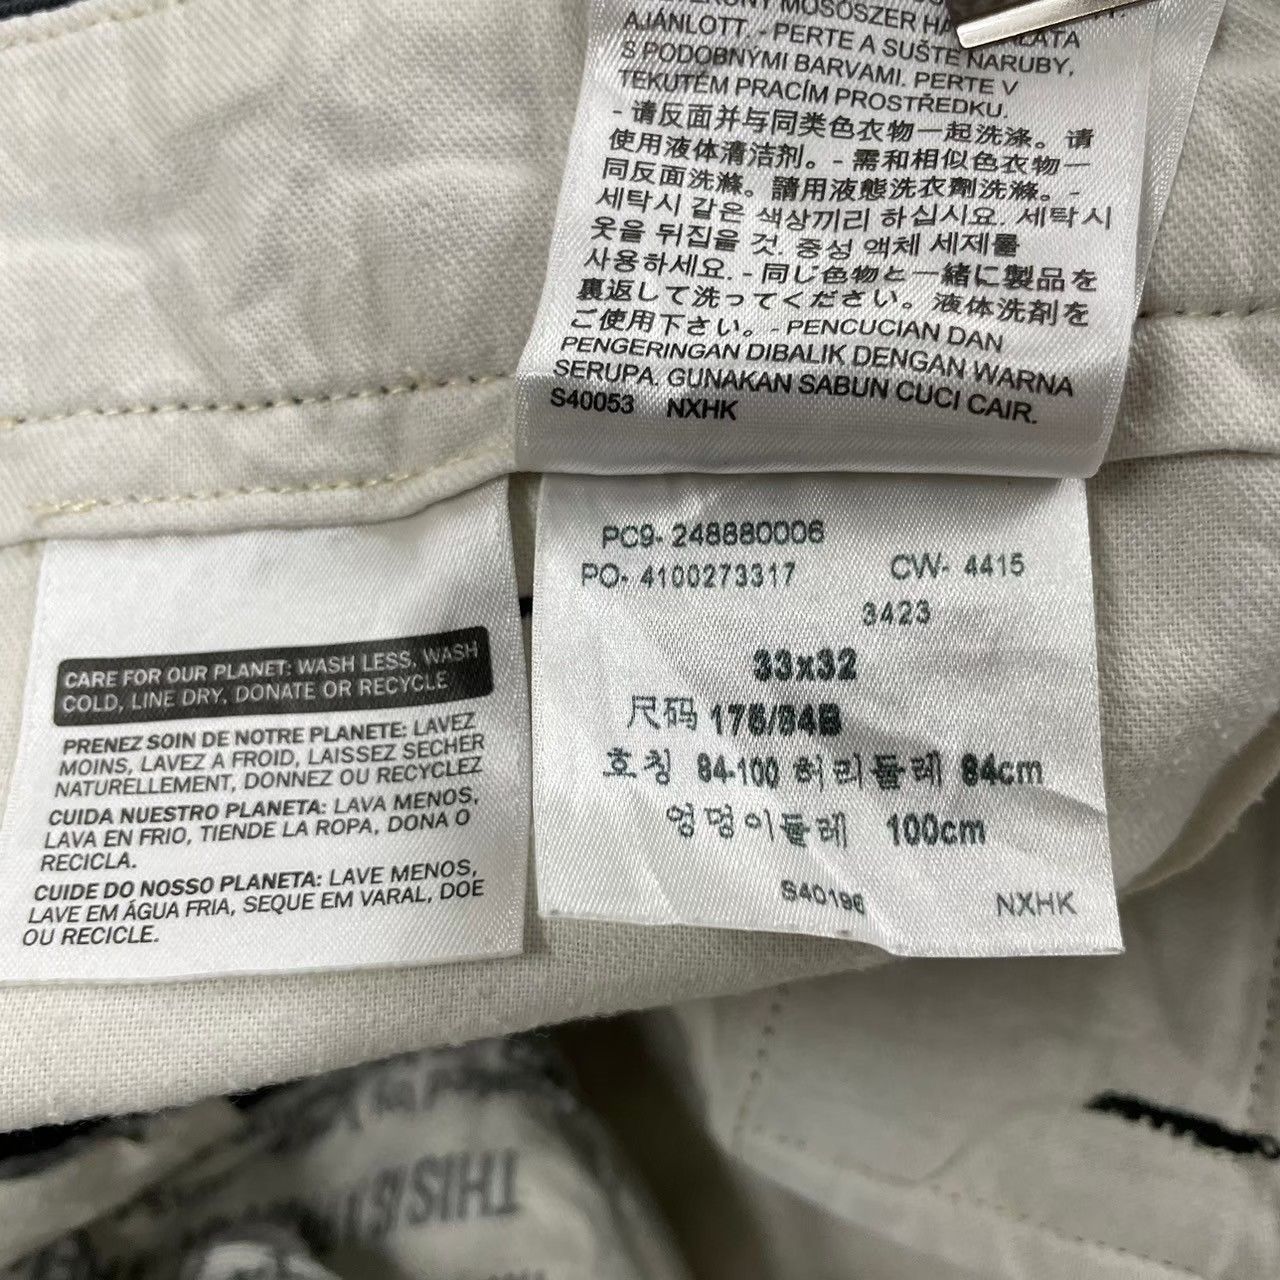 MOSÓSZER
AJÁNLOTT. - PERTE A SUŠTE NARUBY,
S PODOBNÝMI BARVAMI. PERTE V
TEKUTÉM PRACÍM PROSTŘEDKU.
- 请反面并与同类色衣物一起洗涤。请
使用液体清洁剂。- 需和相似色衣物一
同反面洗滌。請用液態洗衣劑洗滌。-
세탁시 같은 색상끼리 하십시요. 세탁시
옷을 뒤집을 것. 중성 액체 세제를
사용하세요. - 同じ色物と一緒に製品を
裏返して洗ってください。液体洗剤を
ご使用下さい。- PENCUCIAN DAN
PENGERINGAN DIBALIK DENGAN WARNA
SERUPA. GUNAKAN SABUN CUCI CAIR.
S40053 NXHK
CARE FOR OUR PLANET: WASH LESS, WASH
COLD, LINE DRY, DONATE OR RECYCLE
PRENEZ SOIN DE NOTRE PLANETE: LAVEZ
MOINS, LAVEZ A FROID, LAISSEZ SECHER
NATURELLEMENT, DONNEZ OU RECYCLEZ
CUIDA NUESTRO PLANETA: LAVA MENOS,
LAVA EN FRIO, TIENDE LA ROPA, DONA O
RECICLA.
CUIDE DO NOSSO PLANETA: LAVE MENOS,
LAVE EM ÁGUA FRIA, SEQUE EM VARAL, DOE
OU RECICLE.
PC9- 248880006
PO- 4100273317 CW- 4415
3423
33x32
尺码 176/84B
호칭 84-100 허리둘레 84cm
엉덩이둘레 100cm
S40196 NXHK
THIS IS